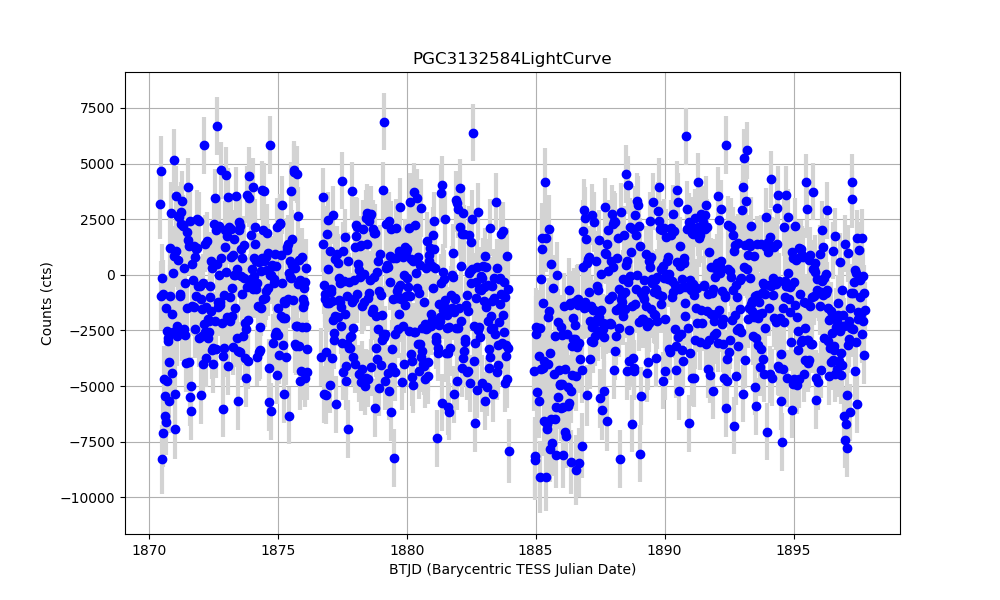 PGC3132584LightCurve
7500
5000
2500
0
−2500
−5000
−7500
−10000
Counts (cts)
1870 1875 1880 1885 1890 1895
BTJD (Barycentric TESS Julian Date)